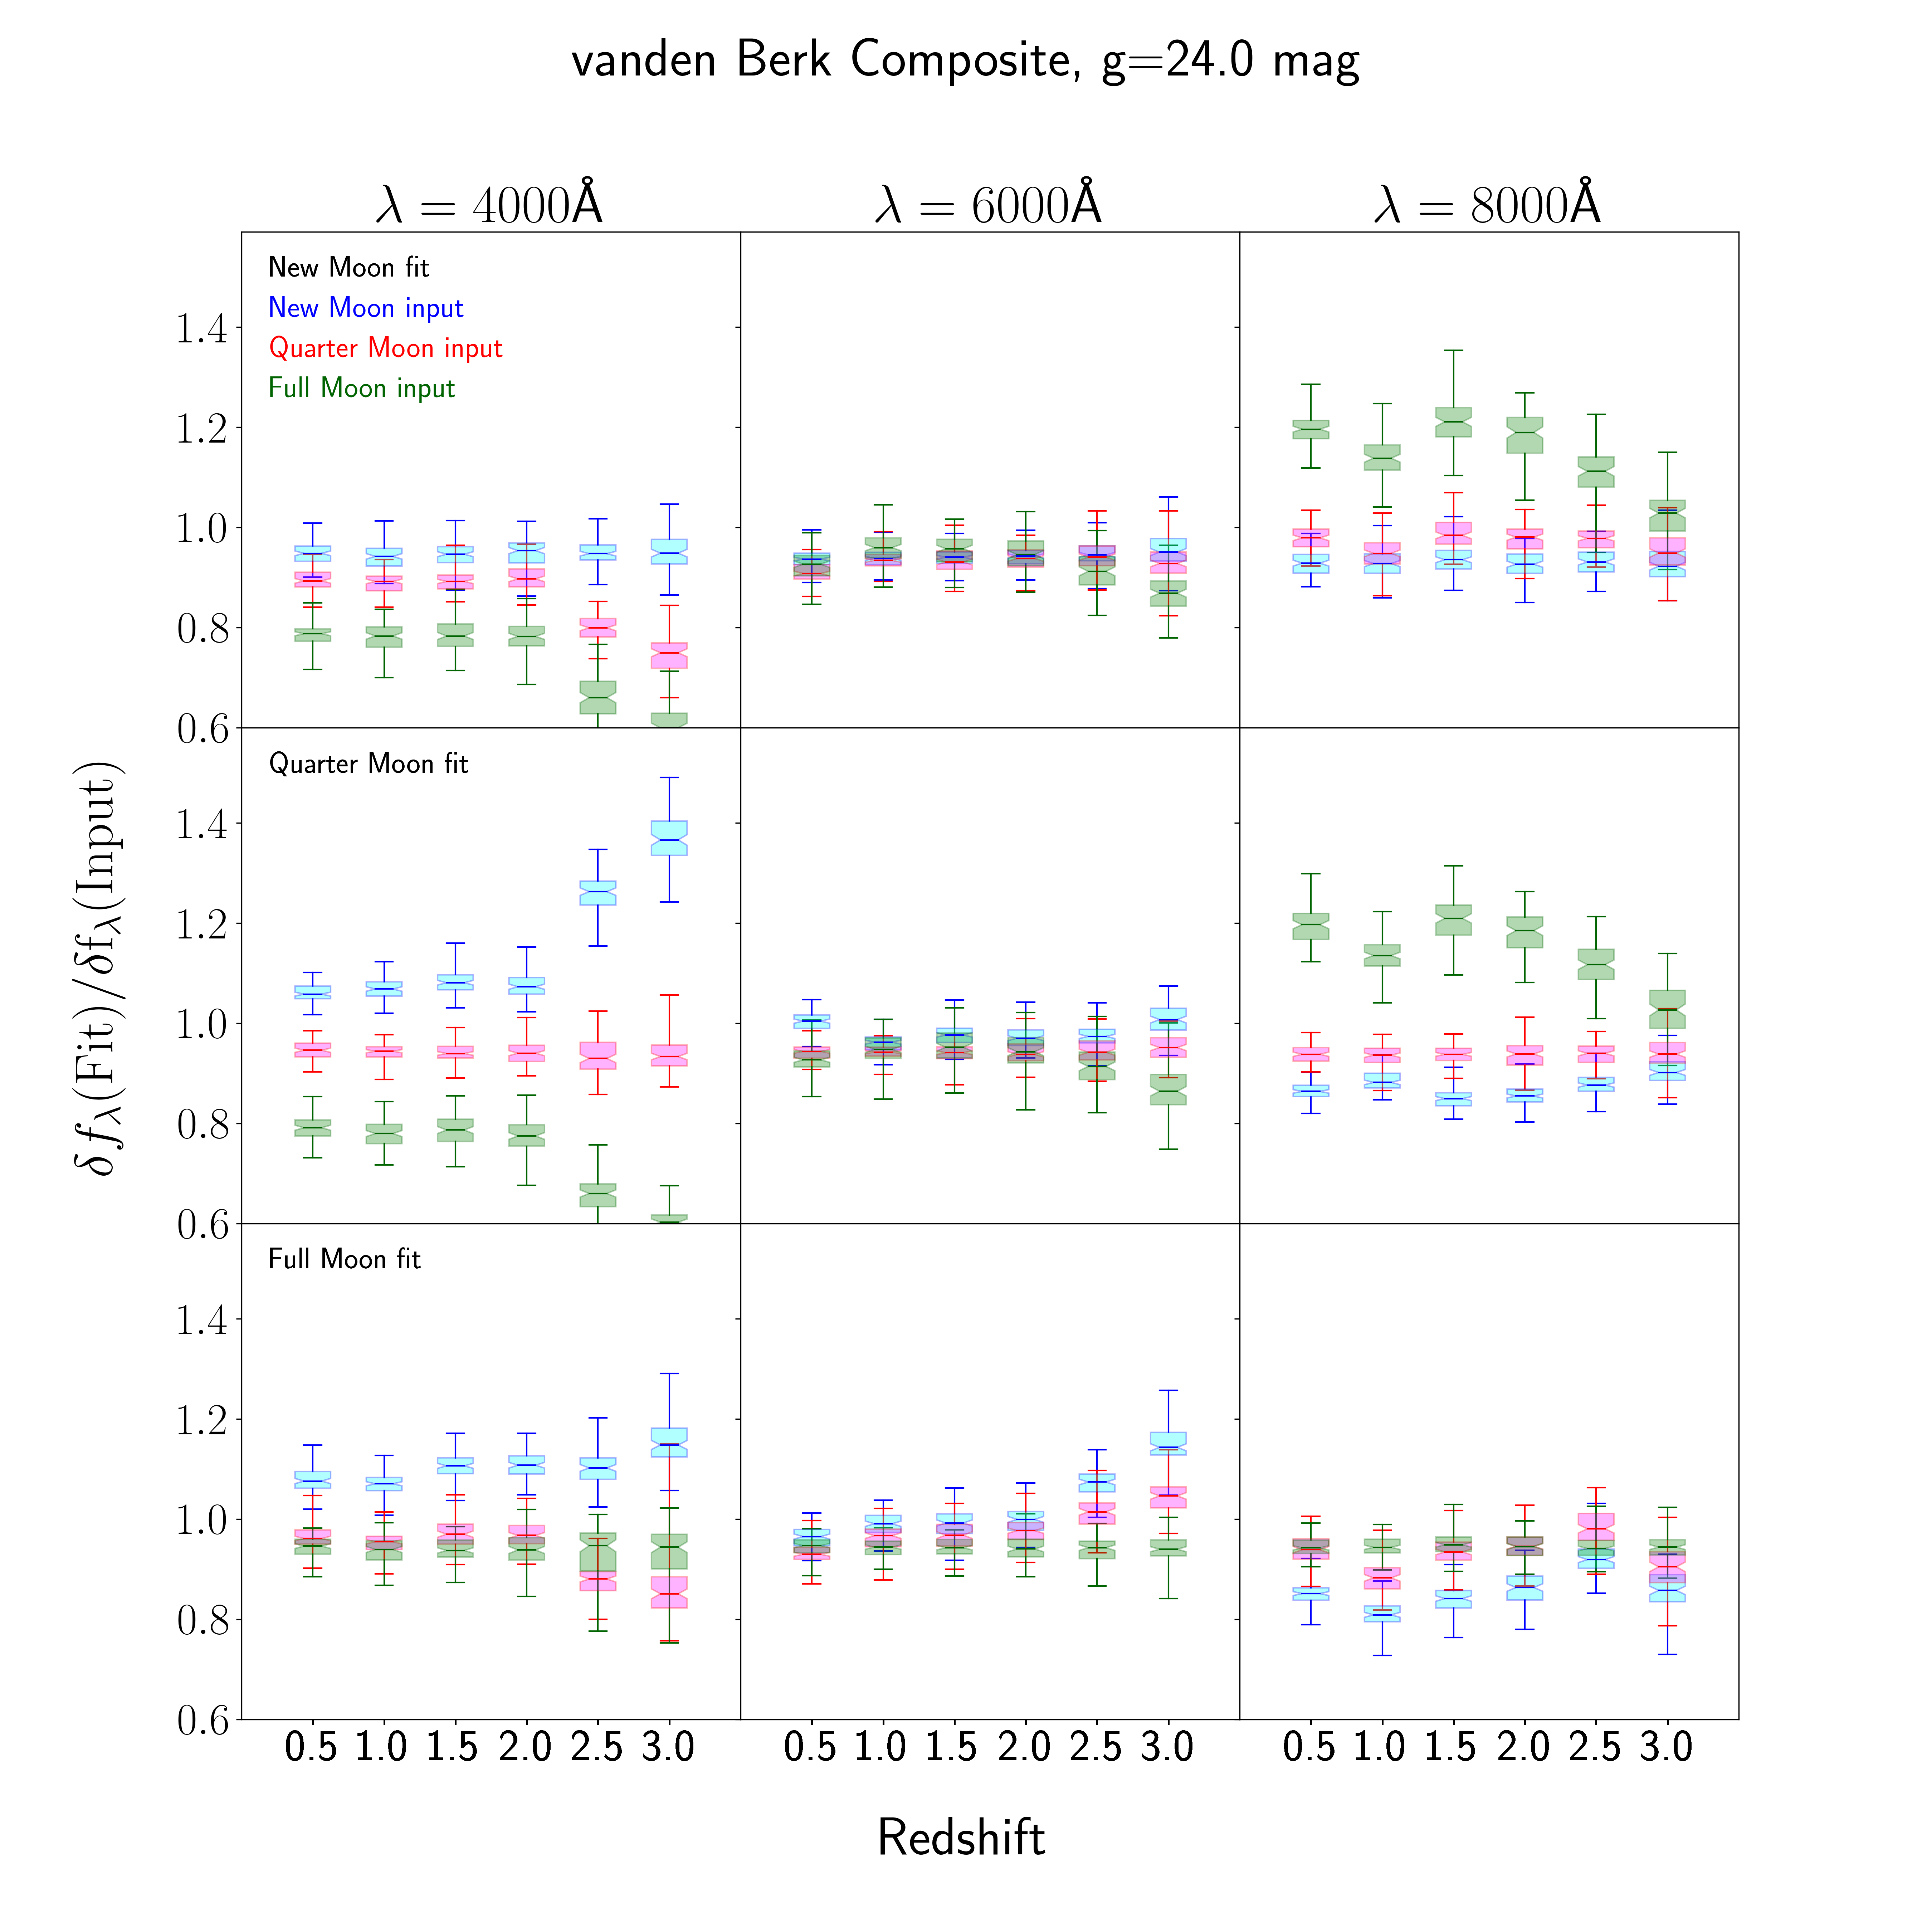 vanden Berk Composite, g=24.0 mag
λ = 4000Å
λ = 6000Å
λ = 8000Å
New Moon fit
New Moon input
Quarter Moon input
Full Moon input
1.4
1.2
1.0
0.8
0.6
Quarter Moon fit
1.4
1.2
1.0
0.8
0.6
Full Moon fit
1.4
1.2
1.0
0.8
0.6
δfλ(Fit)/δfλ(Input)
0.5 1.0 1.5 2.0 2.5 3.0
0.5 1.0 1.5 2.0 2.5 3.0
0.5 1.0 1.5 2.0 2.5 3.0
Redshift